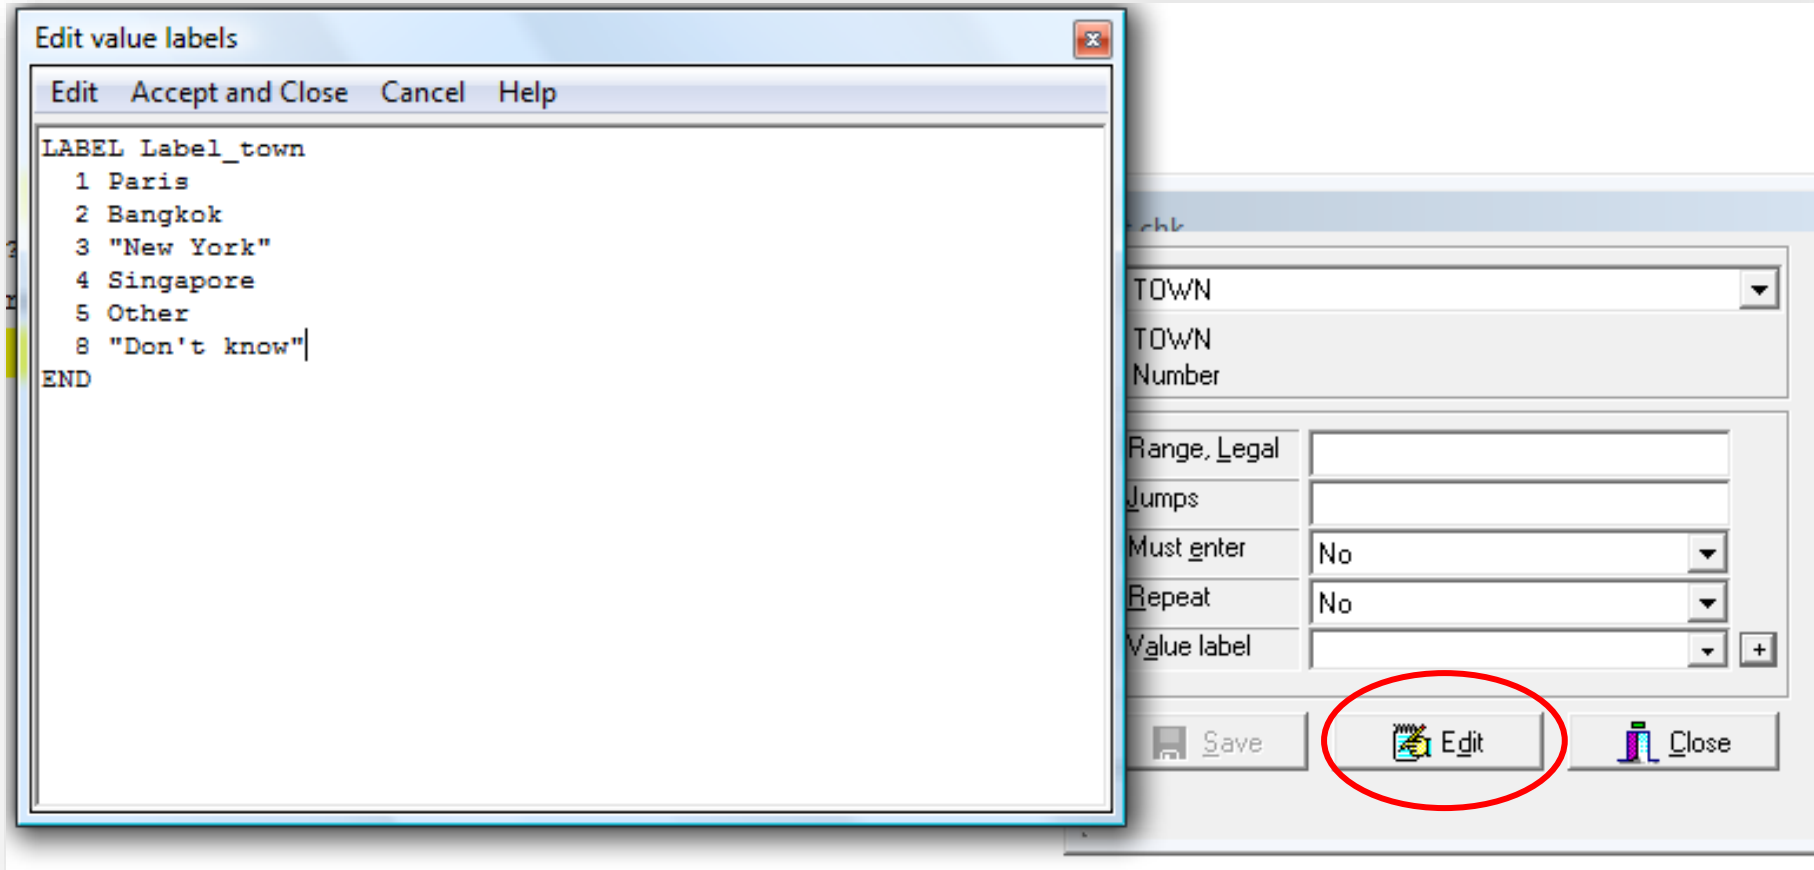 Edit value labels
Edit Accept and Close Cancel Help
LABEL Label_town
1 Paris
2 Bangkok
3 "New York"
4 Singapore
5 Other
8 "Don't know"
END
?
r
.chk
TOWN
TOWN
Number
Range, Legal
Jumps
Must enter No
Repeat No
Value label +
Save Edit Close